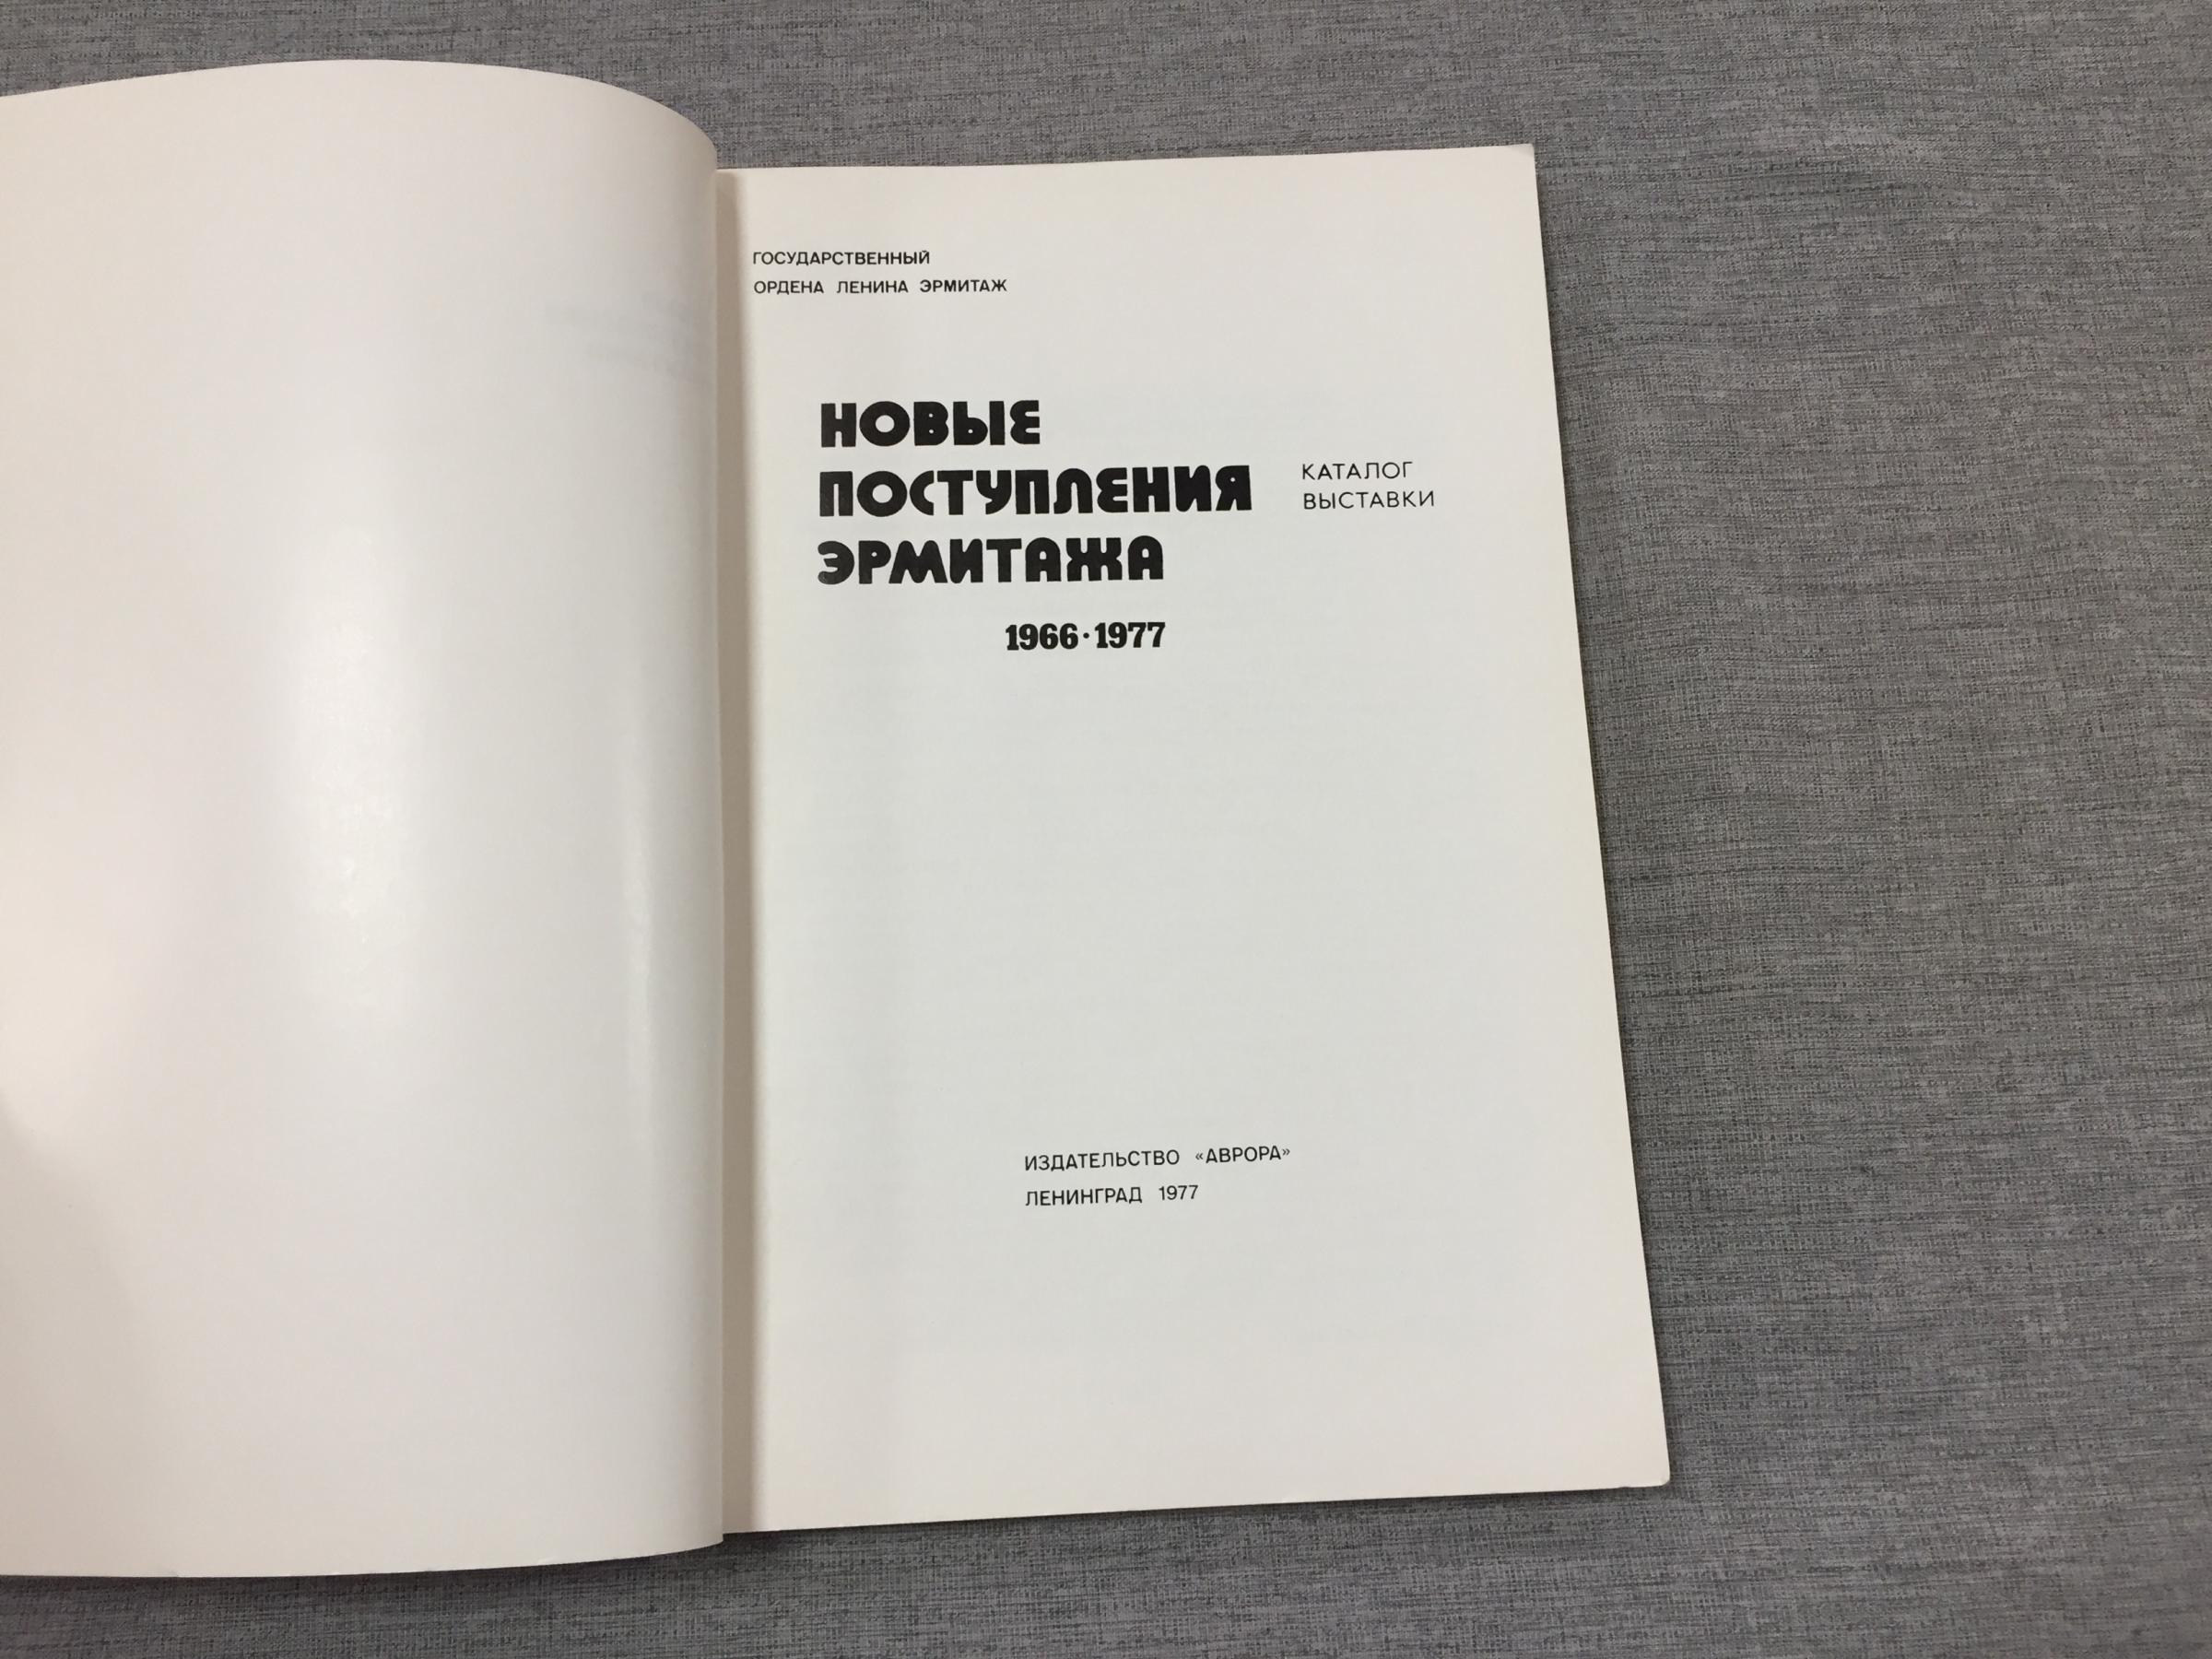 ГОСУДАРСТВЕННЫЙ
ОРДЕНА ЛЕНИНА ЭРМИТАЖ
НОВЫЕ
ПОСТУПЛЕНИЯ
ЭРМИТАЖА
1966·1977
КАТАЛОГ
ВЫСТАВКИ
ИЗДАТЕЛЬСТВО «АВРОРА»
ЛЕНИНГРАД 1977